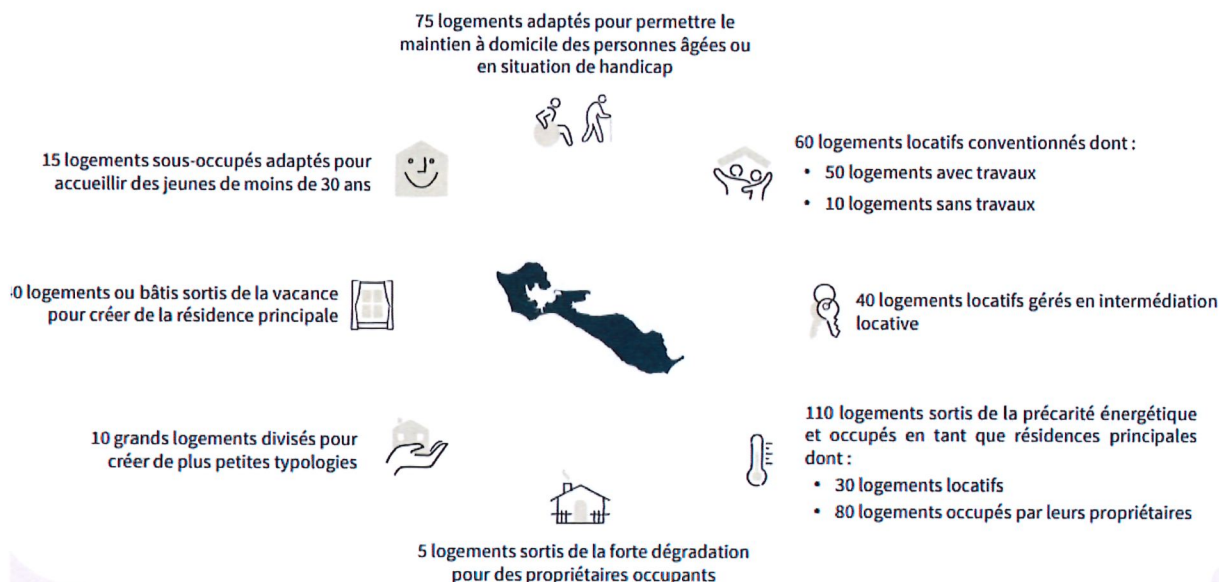 75 logements adaptés pour permettre le
maintien à domicile des personnes âgées ou
en situation de handicap
15 logements sous-occupés adaptés pour
accueillir des jeunes de moins de 30 ans
60 logements locatifs conventionnés dont :
• 50 logements avec travaux
• 10 logements sans travaux
0 logements ou bâtis sortis de la vacance
pour créer de la résidence principale
40 logements locatifs gérés en intermédiation
locative
10 grands logements divisés pour
créer de plus petites typologies
110 logements sortis de la précarité énergétique
et occupés en tant que résidences principales
dont :
• 30 logements locatifs
• 80 logements occupés par leurs propriétaires
5 logements sortis de la forte dégradation
pour des propriétaires occupants